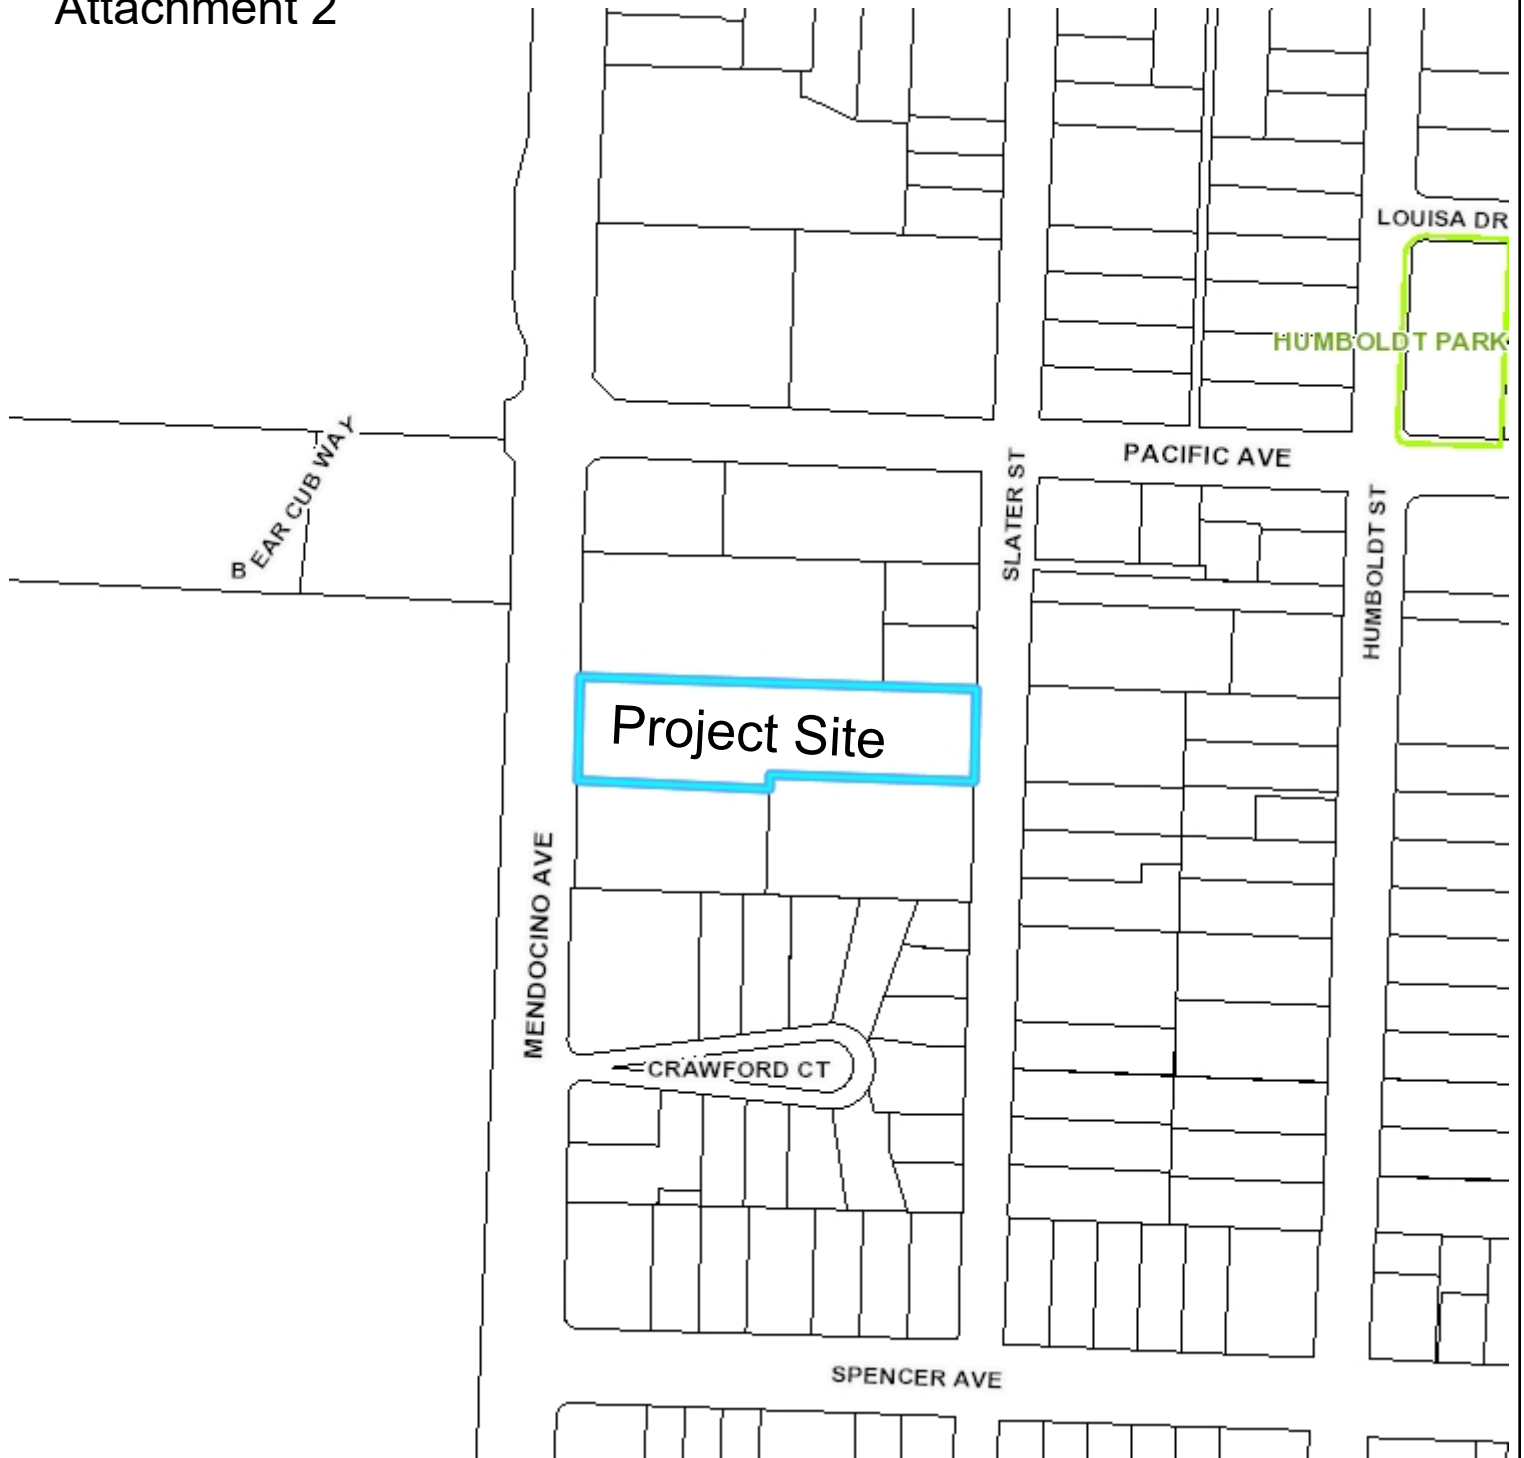 Attachment 2
LOUISA DR
HUMBOLDT PARK
BEAR CUB WAY
PACIFIC AVE
SLATER ST
HUMBOLDT ST
Project Site
MENDOCINO AVE
CRAWFORD CT
SPENCER AVE